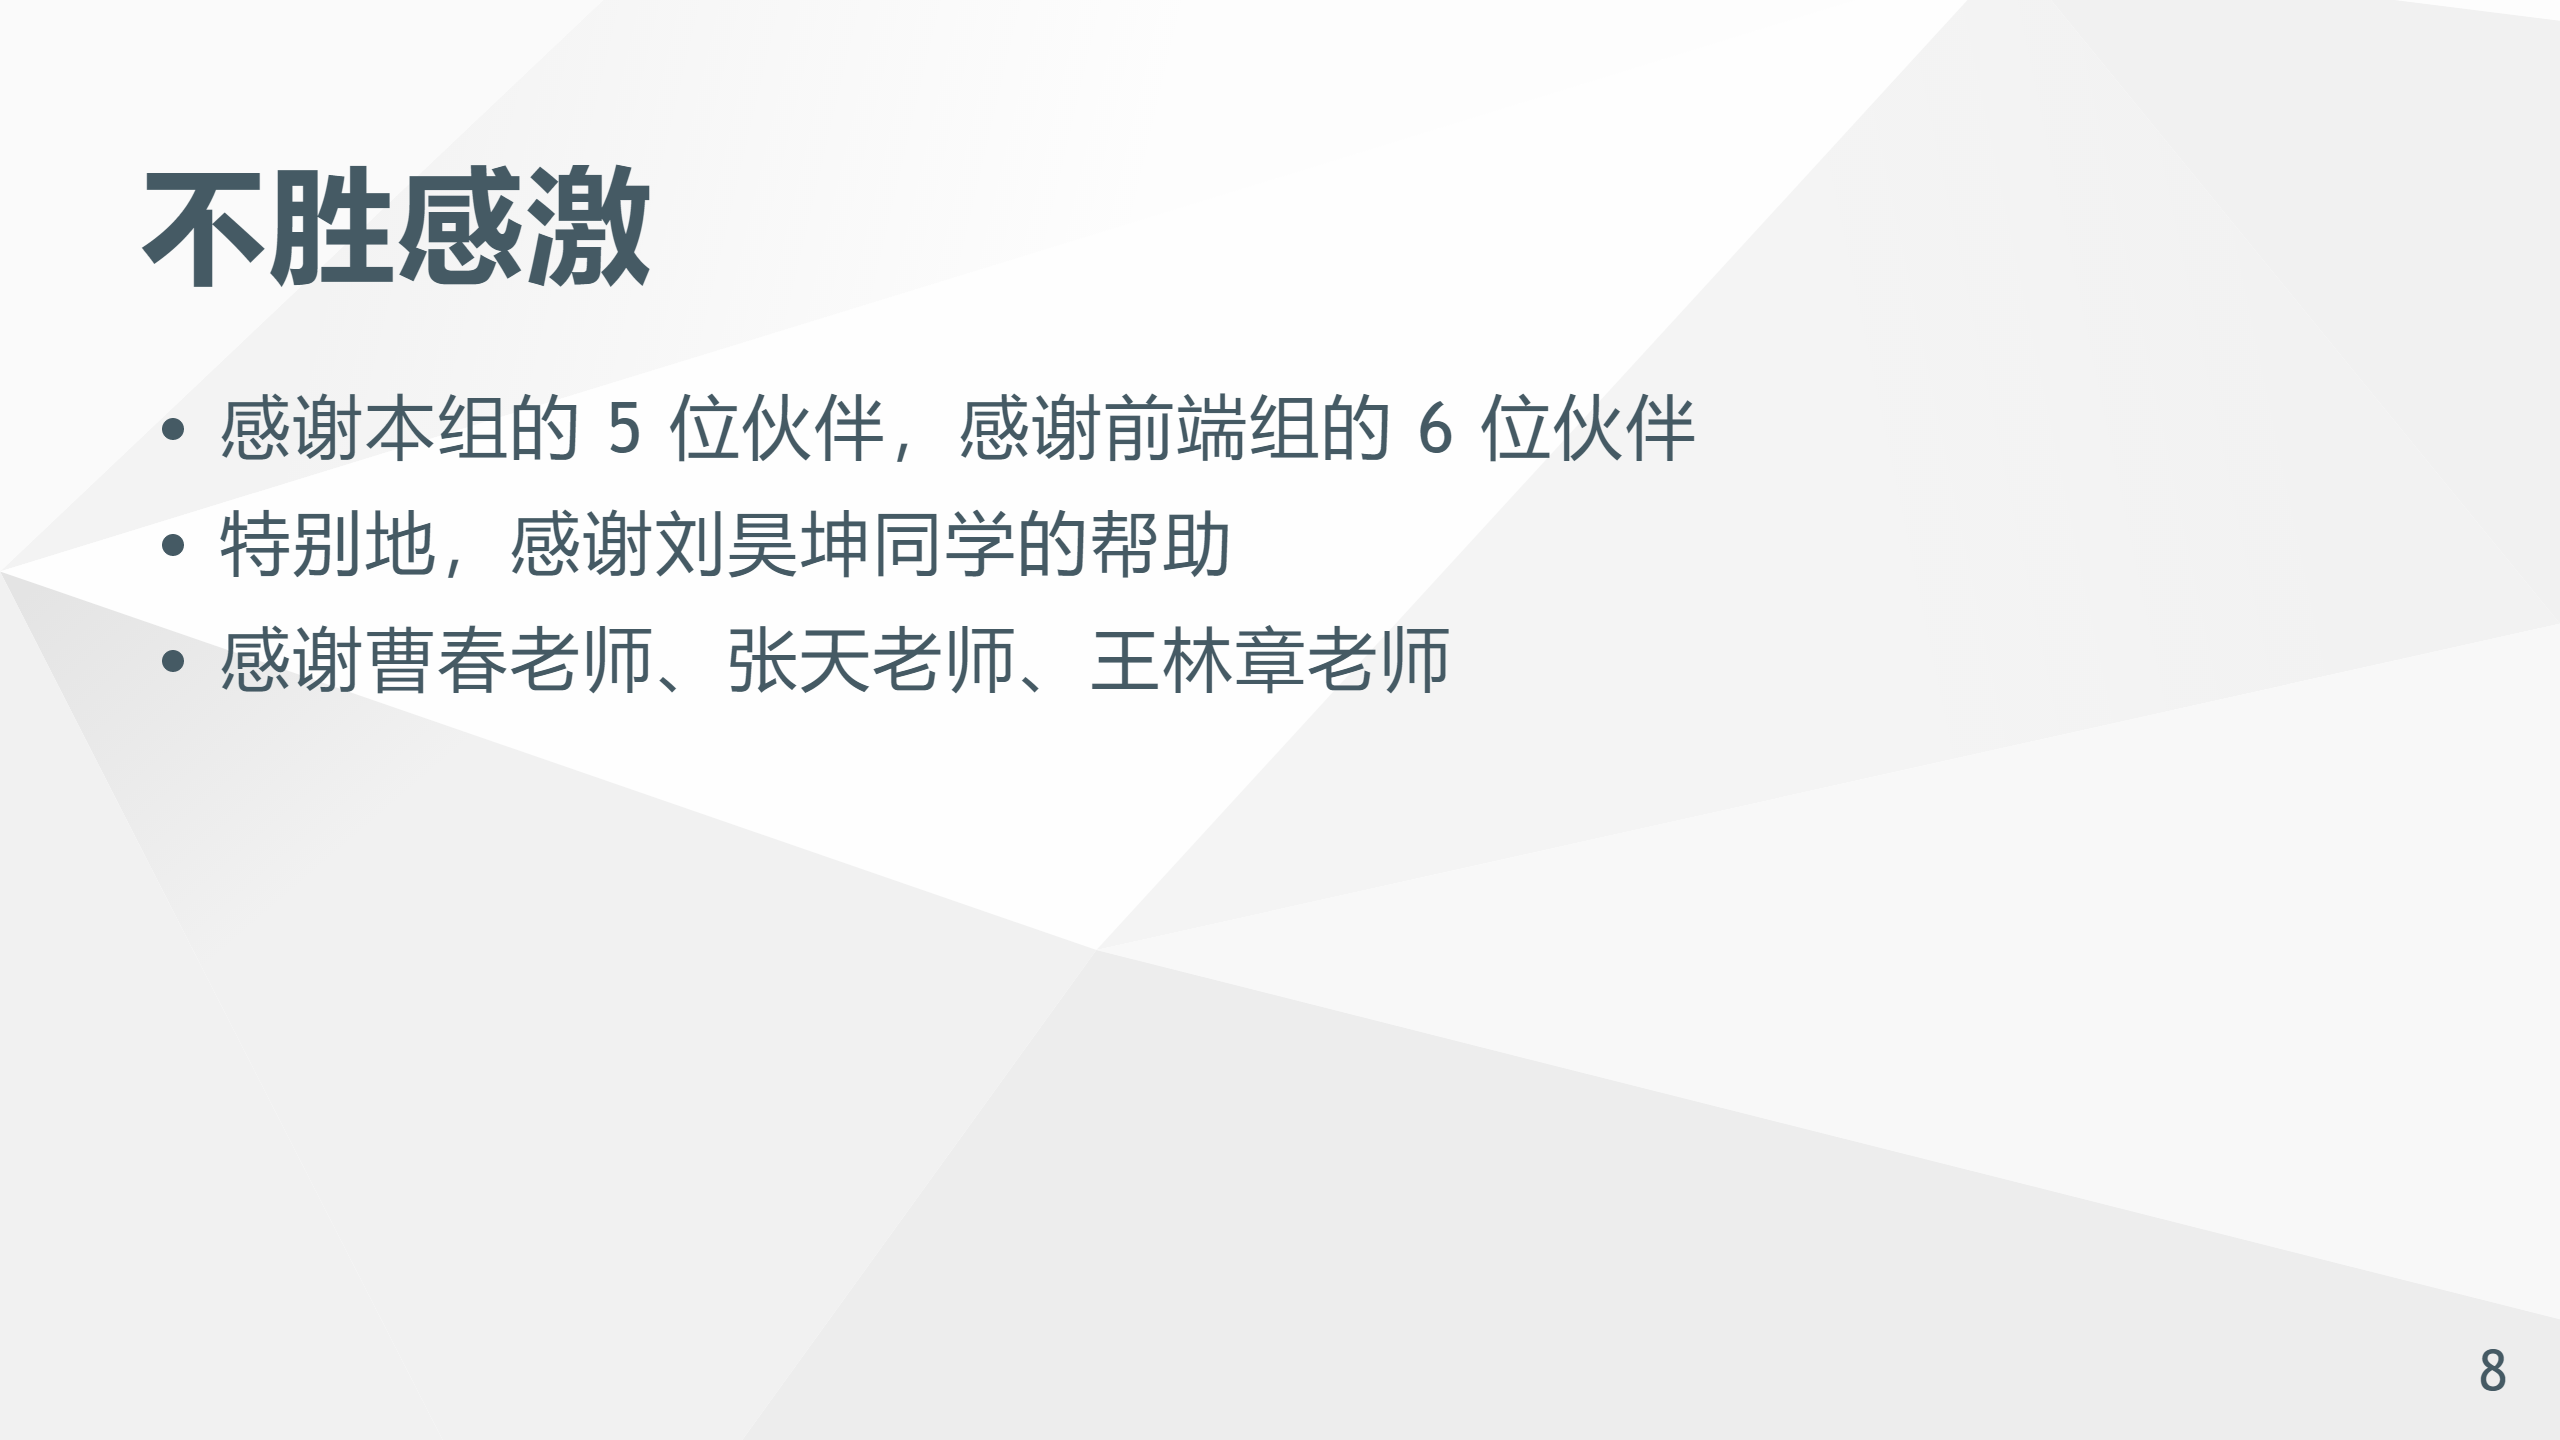 不胜感激
• 感谢本组的 5 位伙伴，感谢前端组的 6 位伙伴
• 特别地，感谢刘昊坤同学的帮助
• 感谢曹春老师、张天老师、王林章老师
8